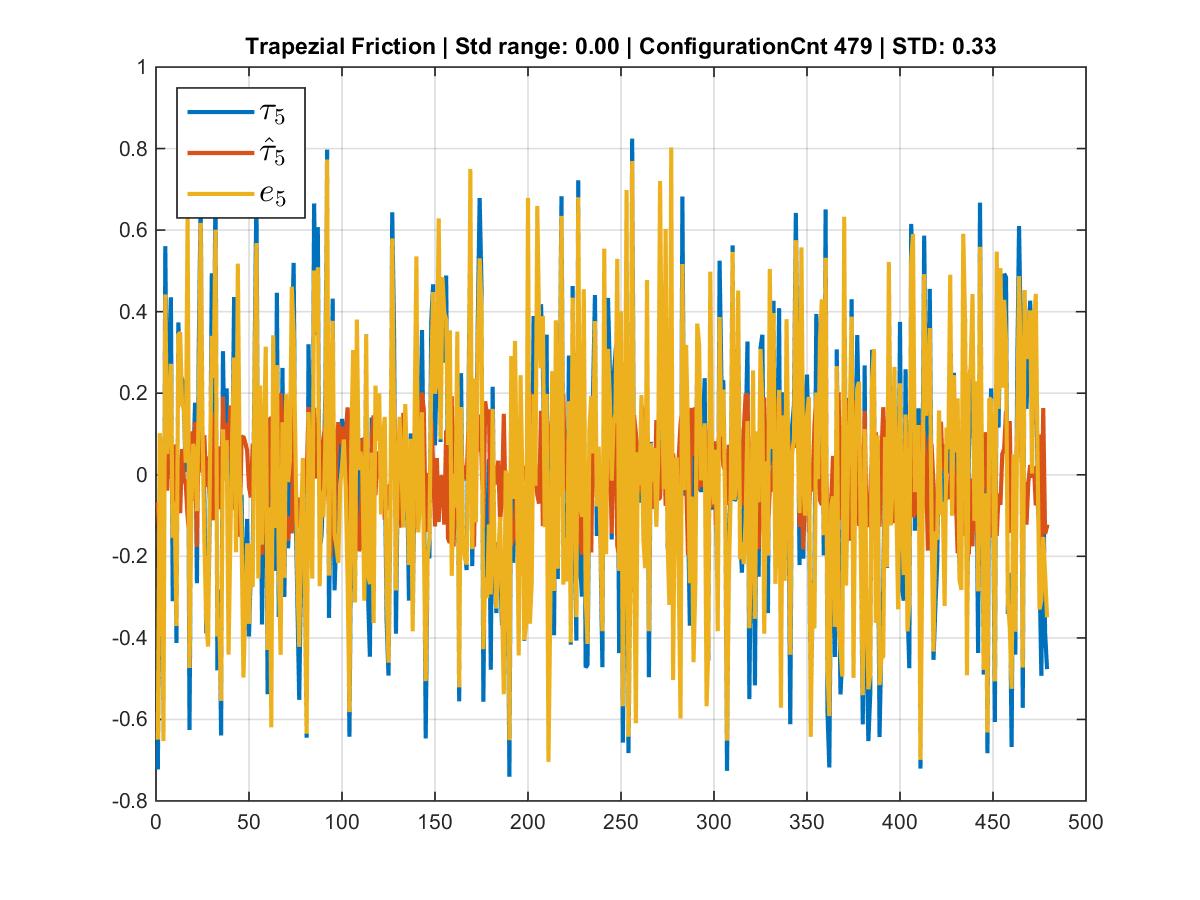 Trapezial Friction | Std range: 0.00 | ConfigurationCnt 479 | STD: 0.33
1
0.8
0.6
0.4
0.2
0
-0.2
-0.4
-0.6
-0.8
τ₅
τ̂₅
e₅
0 50 100 150 200 250 300 350 400 450 500